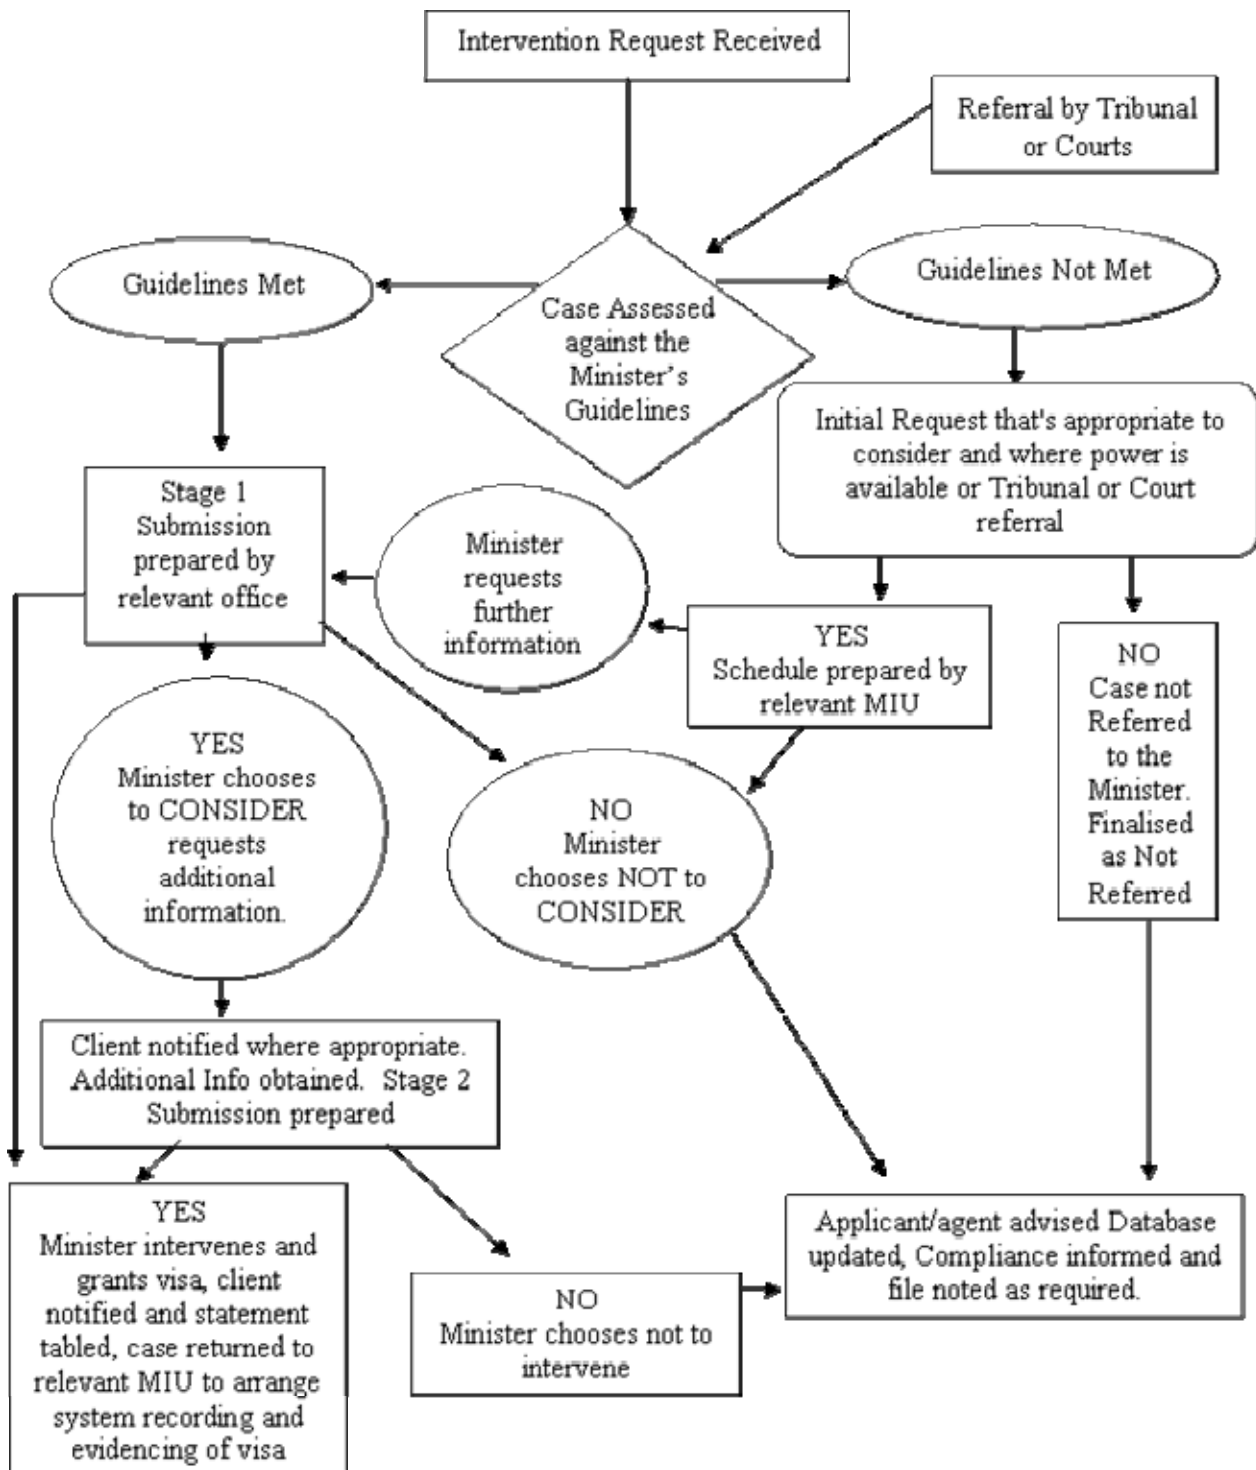 Intervention Request Received
Referral by Tribunal
or Courts
Guidelines Met
Guidelines Not Met
Case Assessed
against the
Minister's
Guidelines
Initial Request that's appropriate to
consider and where power is
available or Tribunal or Court
referral
Stage 1
Submission
prepared by
relevant office
Minister
requests
further
information
YES
Schedule prepared by
relevant MIU
NO
Case not
Referred
to the
Minister.
Finalised
as Not
Referred
YES
Minister chooses
to CONSIDER
requests
additional
information.
NO
Minister
chooses NOT to
CONSIDER
Client notified where appropriate.
Additional Info obtained.  Stage 2
Submission prepared
YES
Minister intervenes and
grants visa, client
notified and statement
tabled, case returned to
relevant MIU to arrange
system recording and
evidencing of visa
NO
Minister chooses not to
intervene
Applicant/agent advised Database
updated, Compliance informed and
file noted as required.